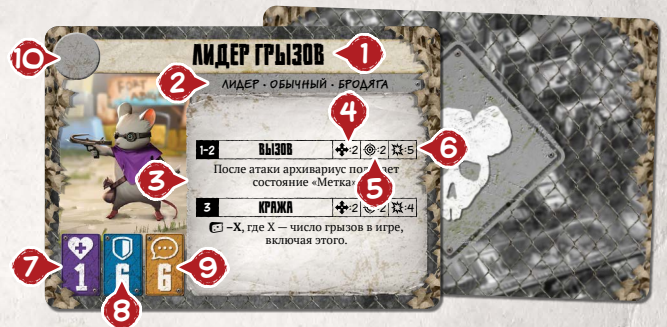 10
ЛИДЕР ГРЫЗОВ 1
2 ЛИДЕР · ОБЫЧНЫЙ · БРОДЯГА
4
1-2 ВЫЗОВ :2 :2 :5 6
После атаки архивариус
3 состояние «Метка»
5
3 КРАЖА :2 :2 :4
–X, где X — число грызов в игре,
включая этого.
7 1 8 6 6 9